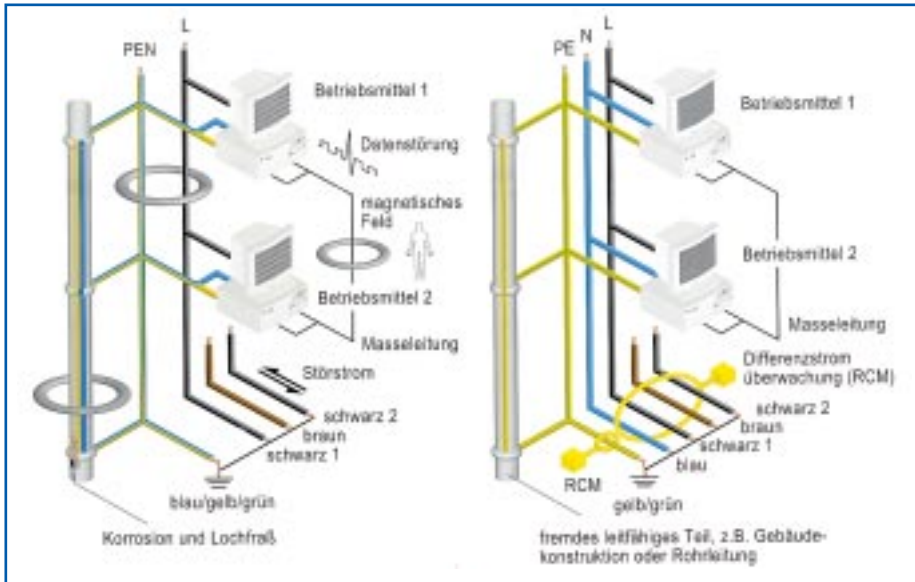 L
PEN
Betriebsmittel 1
Datenstörung
magnetisches
Feld
Betriebsmittel 2
Masseleitung
Störstrom
schwarz 2
braun
schwarz 1
blau/gelb/grün
Korrosion und Lochfraß
L
N
PE
Betriebsmittel 1
Betriebsmittel 2
Masseleitung
Differenzstrom
überwachung (RCM)
schwarz 2
braun
schwarz 1
blau
RCM
gelb/grün
fremdes leitfähiges Teil, z.B. Gebäude-
konstruktion oder Rohrleitung